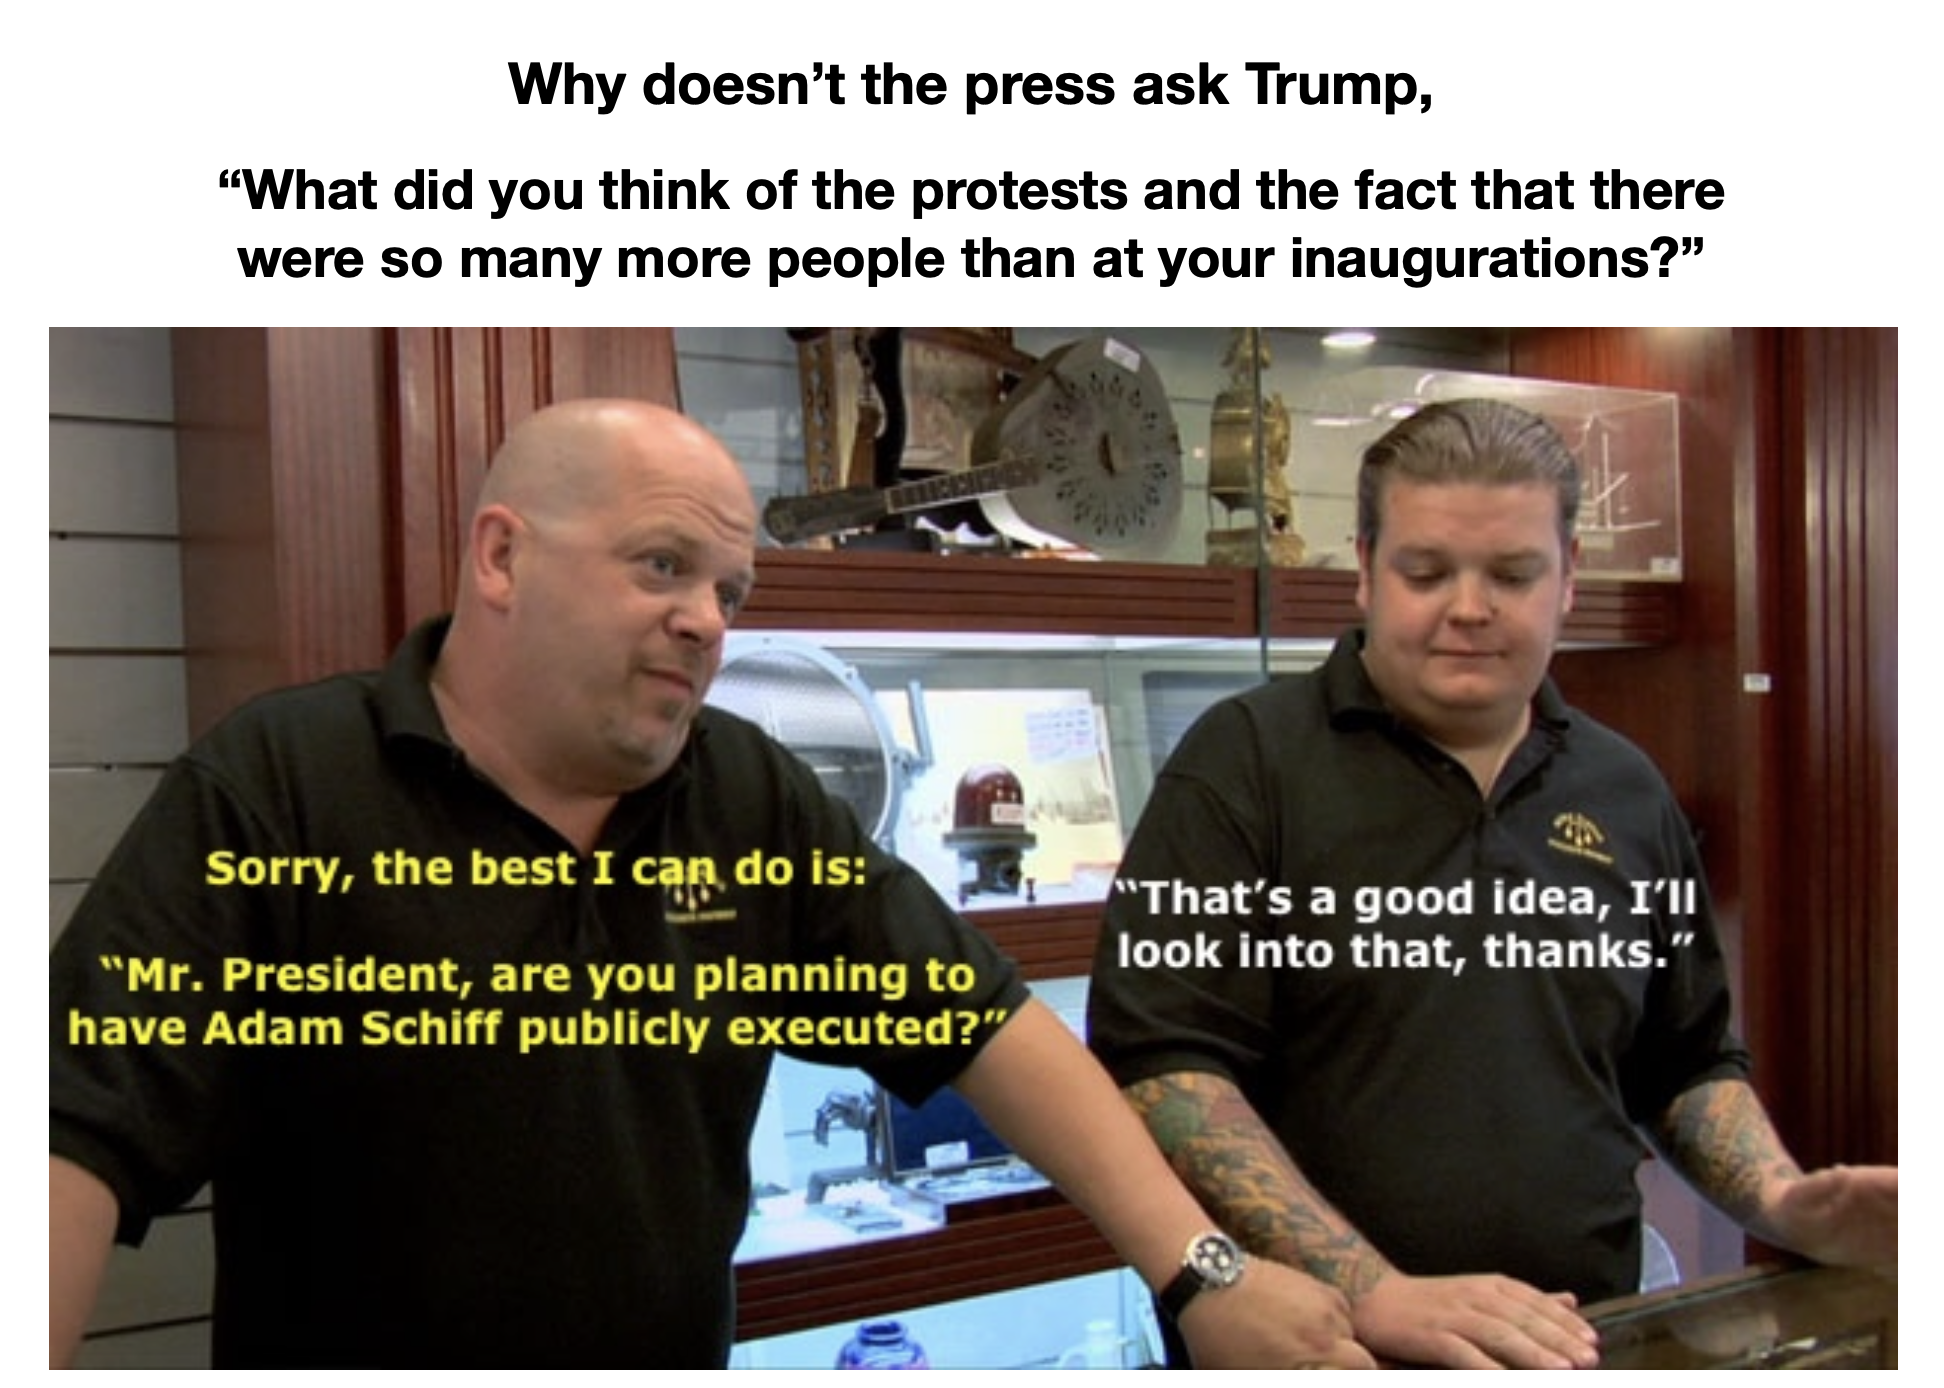 Why doesn’t the press ask Trump,
“What did you think of the protests and the fact that there
were so many more people than at your inaugurations?”
Sorry, the best I can do is:
“Mr. President, are you planning to
have Adam Schiff publicly executed?”
“That’s a good idea, I’ll
look into that, thanks.”